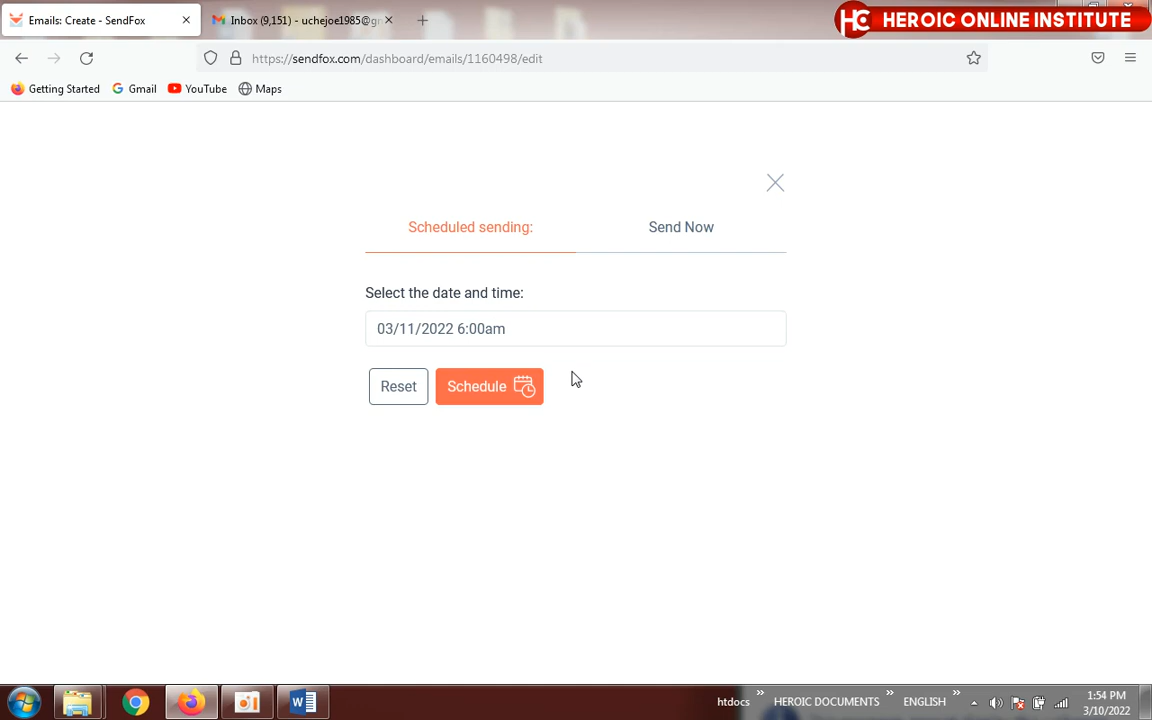 Emails: Create - SendFox
Inbox (9,151) - uchejoe1985@gm
HC HEROIC ONLINE INSTITUTE
https://sendfox.com/dashboard/emails/1160498/edit
Getting Started Gmail YouTube Maps
Scheduled sending: Send Now
Select the date and time:
03/11/2022 6:00am
Reset Schedule
htdocs HEROIC DOCUMENTS ENGLISH
1:54 PM
3/10/2022